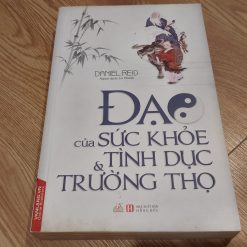 DANIEL REID
ĐẠO
của SỨC KHỎE
& TÌNH DỤC
TRƯỜNG THỌ